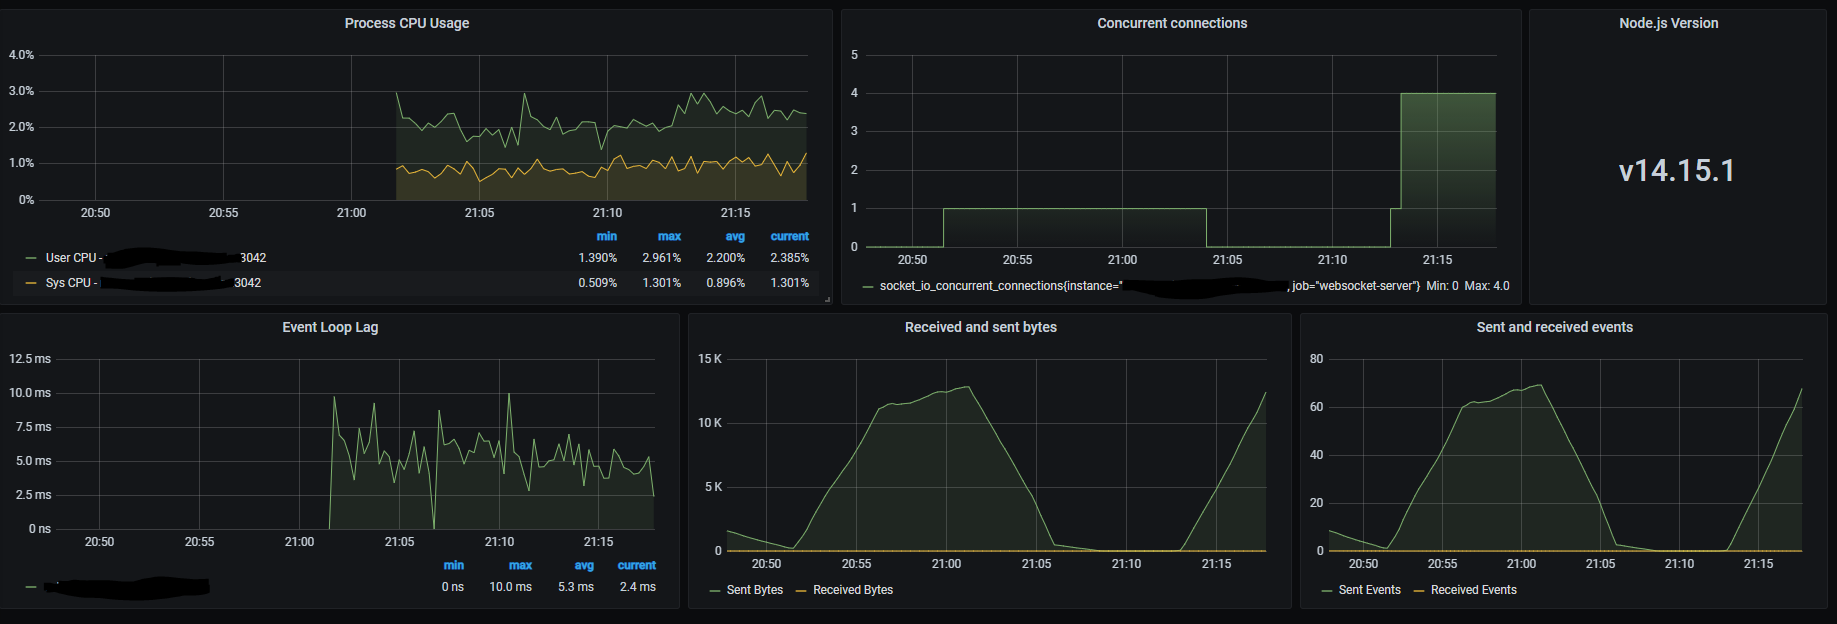 Process CPU Usage
4.0%
3.0%
2.0%
1.0%
0%
20:50 20:55 21:00 21:05 21:10 21:15
min max avg current
User CPU - 3042 1.390% 2.961% 2.200% 2.385%
Sys CPU - 3042 0.509% 1.301% 0.896% 1.301%
Concurrent connections
5
4
3
2
1
0
20:50 20:55 21:00 21:05 21:10 21:15
socket_io_concurrent_connections{instance=" , job="websocket-server"} Min: 0 Max: 4.0
Node.js Version
v14.15.1
Event Loop Lag
12.5 ms
10.0 ms
7.5 ms
5.0 ms
2.5 ms
0 ns
20:50 20:55 21:00 21:05 21:10 21:15
min max avg current
0 ns 10.0 ms 5.3 ms 2.4 ms
Received and sent bytes
15 K
10 K
5 K
0
20:50 20:55 21:00 21:05 21:10 21:15
Sent Bytes Received Bytes
Sent and received events
80
60
40
20
0
20:50 20:55 21:00 21:05 21:10 21:15
Sent Events Received Events